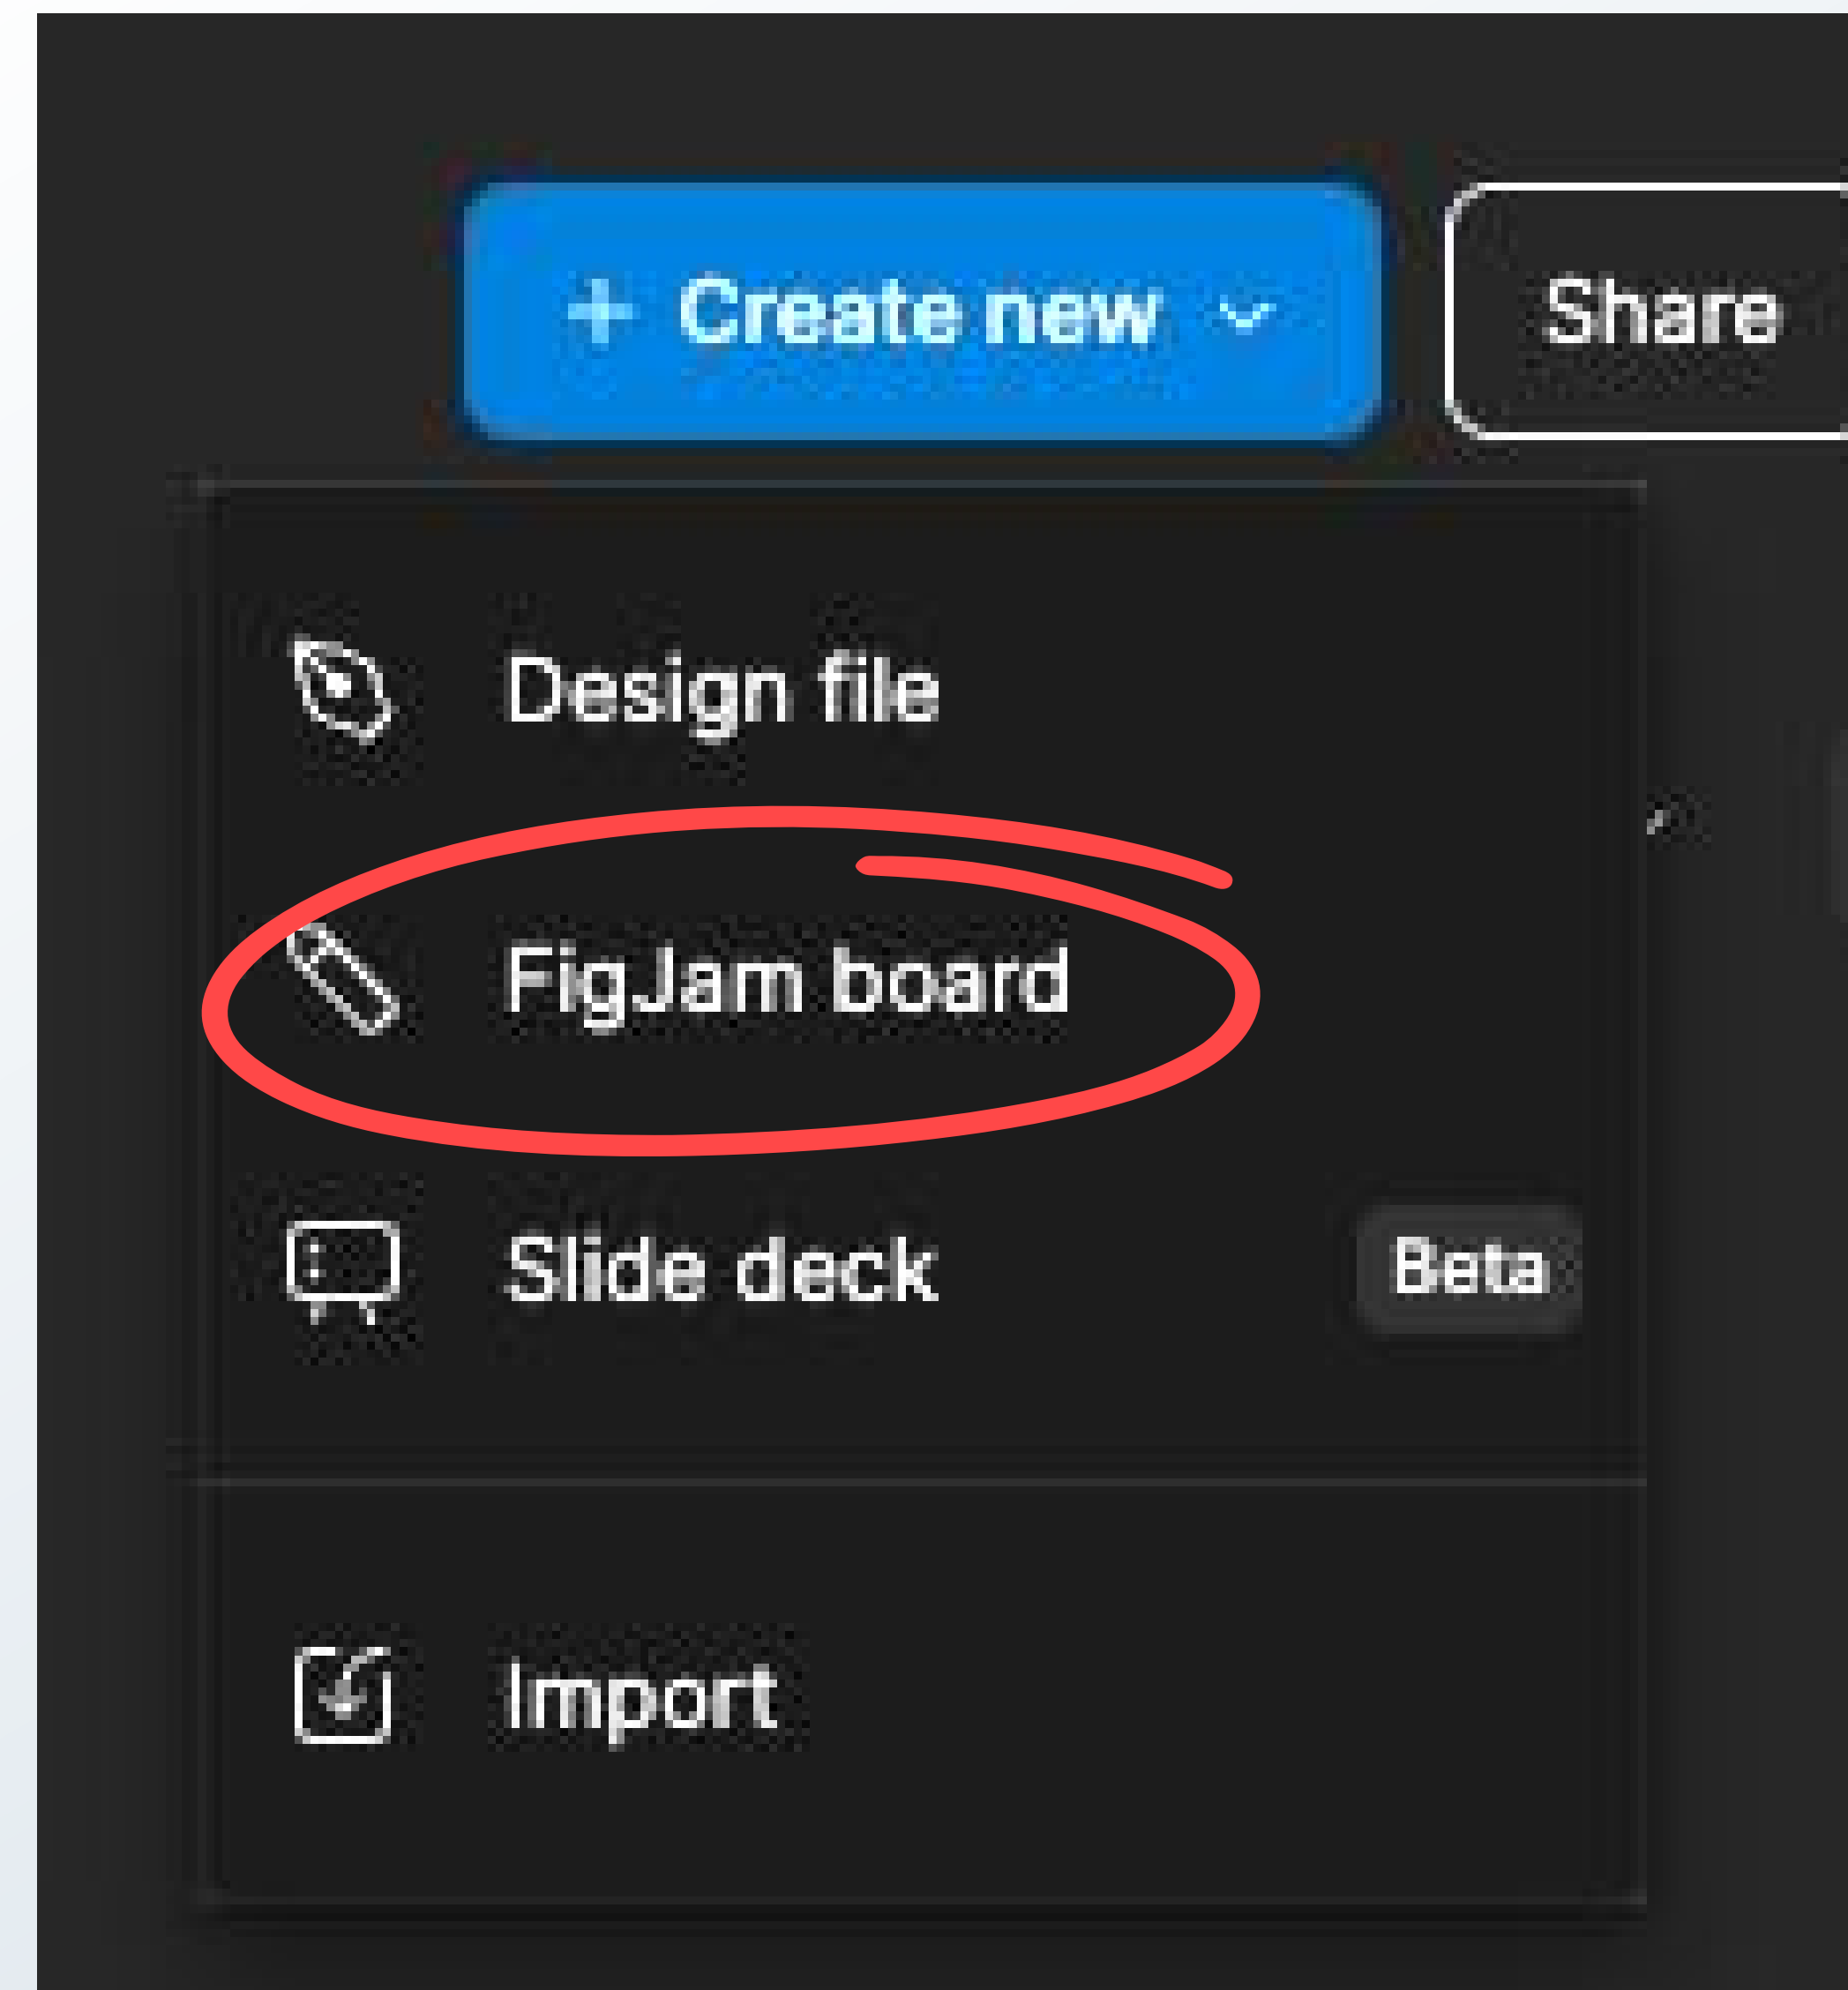 + Create new
Share
Design file
FigJam board
Slide deck
Beta
Import